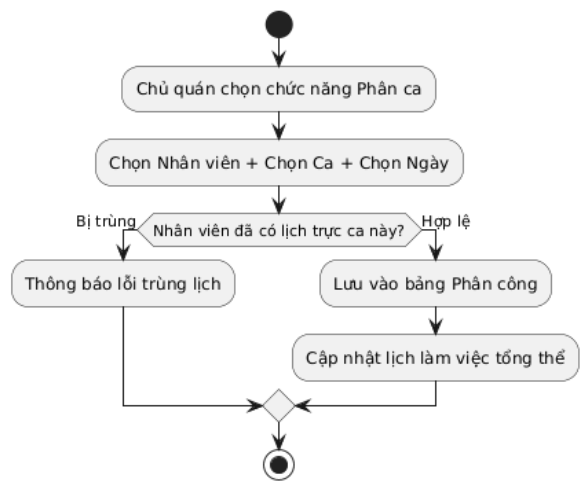 Chủ quán chọn chức năng Phân ca
Chọn Nhân viên + Chọn Ca + Chọn Ngày
Bị trùng
Nhân viên đã có lịch trực ca này?
Hợp lệ
Thông báo lỗi trùng lịch
Lưu vào bảng Phân công
Cập nhật lịch làm việc tổng thể